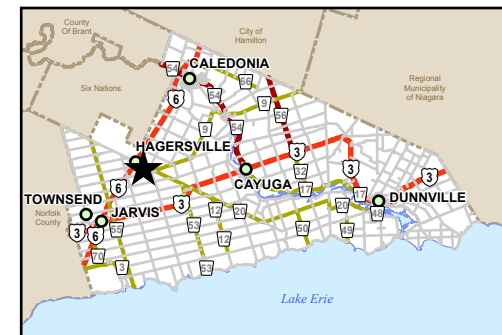 County
Of Brant
City of
Hamilton
54
CALEDONIA
56
Six Nations
6
54
9
56
Regional
Municipality
of Niagara
9
54
HAGERSVILLE
3
32
3
3
6
CAYUGA
17
17
TOWNSEND
3
DUNNVILLE
Norfolk
County
JARVIS
12
20
20
48
3
6
55
53
12
50
49
70
3
53
Lake Erie